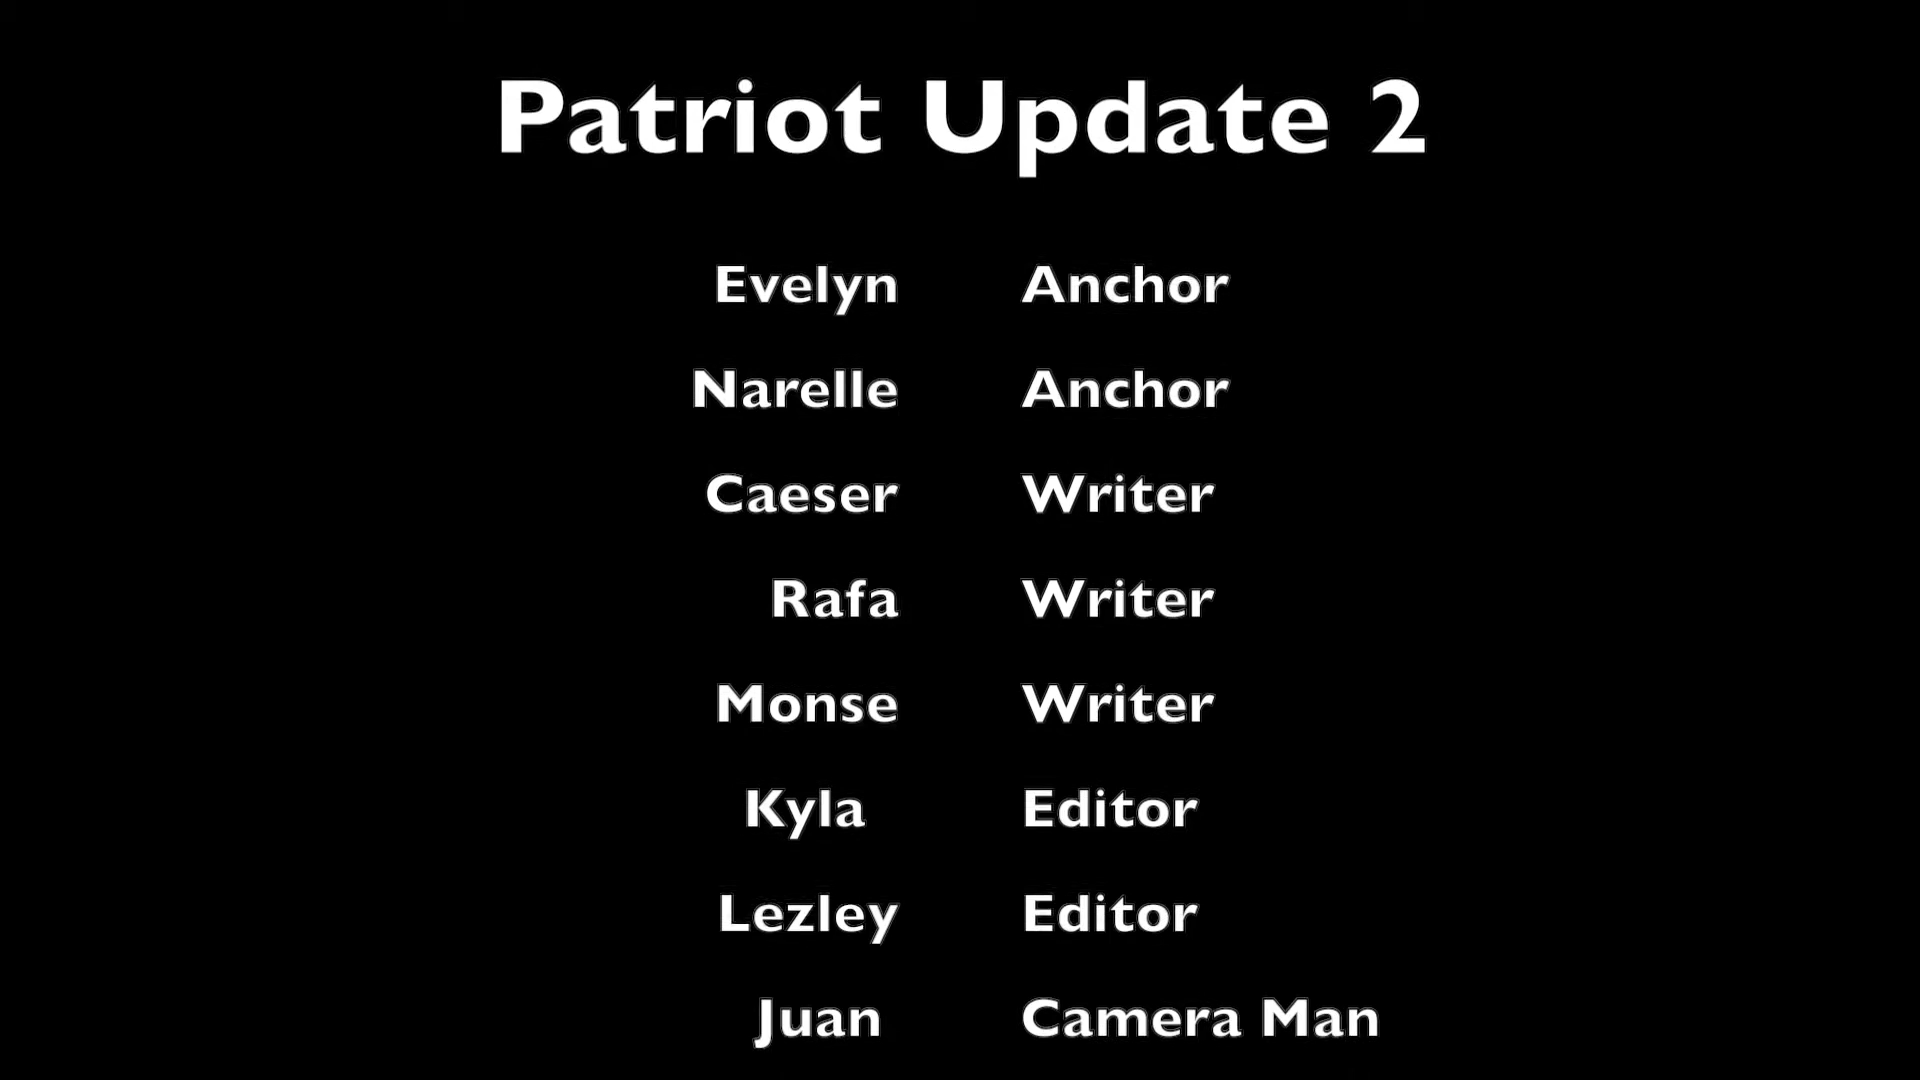 Patriot Update 2
Evelyn Anchor
Narelle Anchor
Caeser Writer
Rafa Writer
Monse Writer
Kyla Editor
Lezley Editor
Juan Camera Man